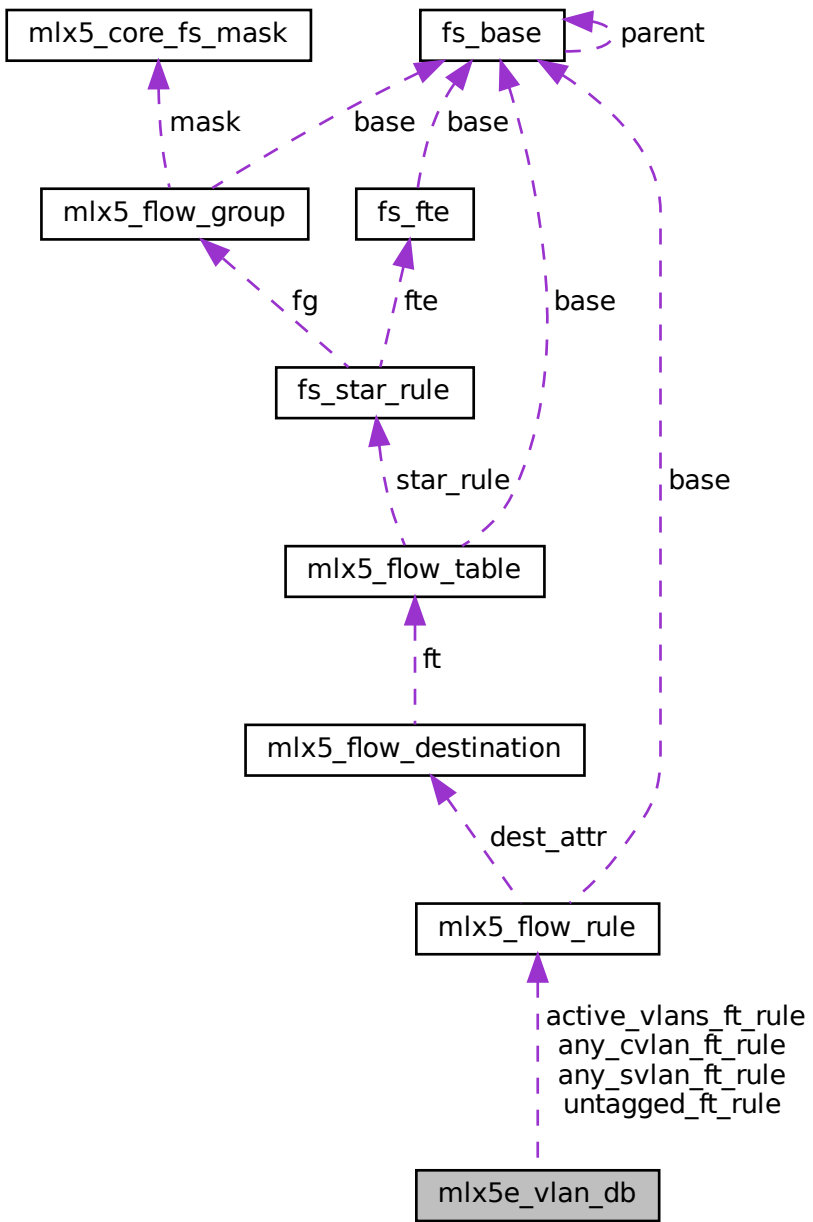 mlx5_core_fs_mask
fs_base
parent
mask
base
base
mlx5_flow_group
fs_fte
fg
fte
base
fs_star_rule
star_rule
base
mlx5_flow_table
ft
mlx5_flow_destination
dest_attr
mlx5_flow_rule
active_vlans_ft_rule
any_cvlan_ft_rule
any_svlan_ft_rule
untagged_ft_rule
mlx5e_vlan_db